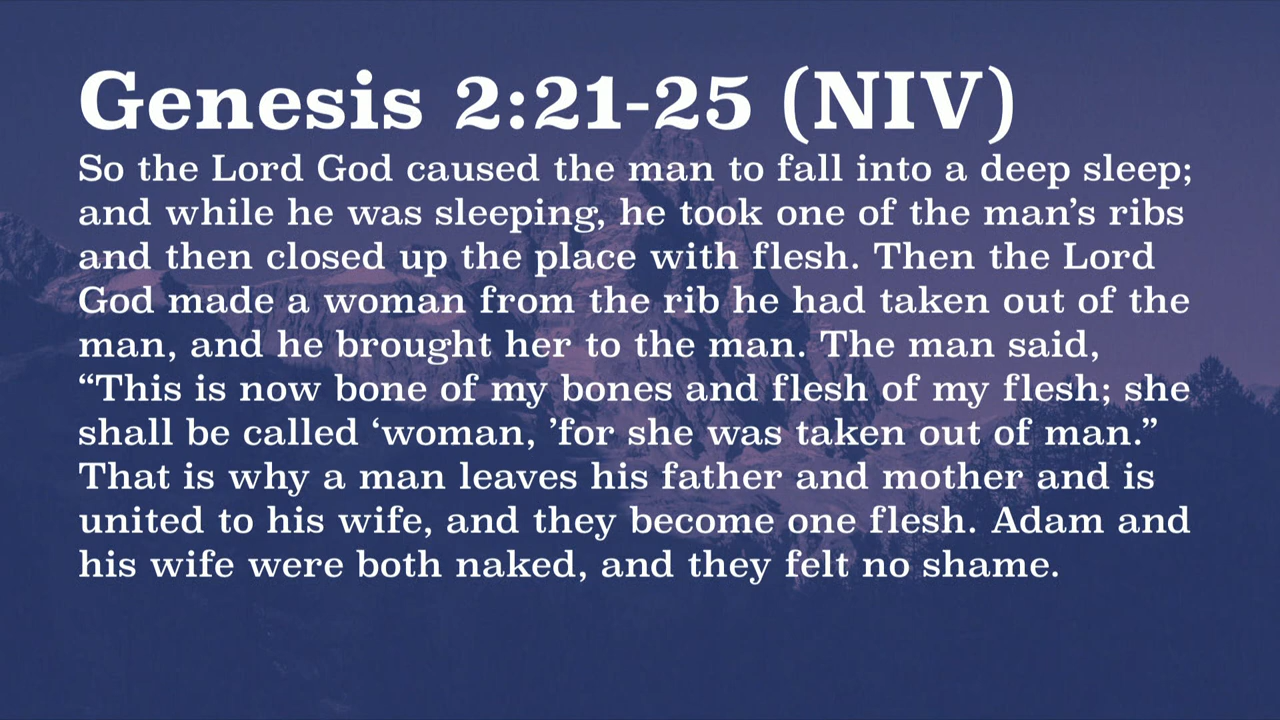 Genesis 2:21-25 (NIV)
So the Lord God caused the man to fall into a deep sleep;
and while he was sleeping, he took one of the man’s ribs
and then closed up the place with flesh. Then the Lord
God made a woman from the rib he had taken out of the
man, and he brought her to the man. The man said,
“This is now bone of my bones and flesh of my flesh; she
shall be called ‘woman, ’for she was taken out of man.”
That is why a man leaves his father and mother and is
united to his wife, and they become one flesh. Adam and
his wife were both naked, and they felt no shame.